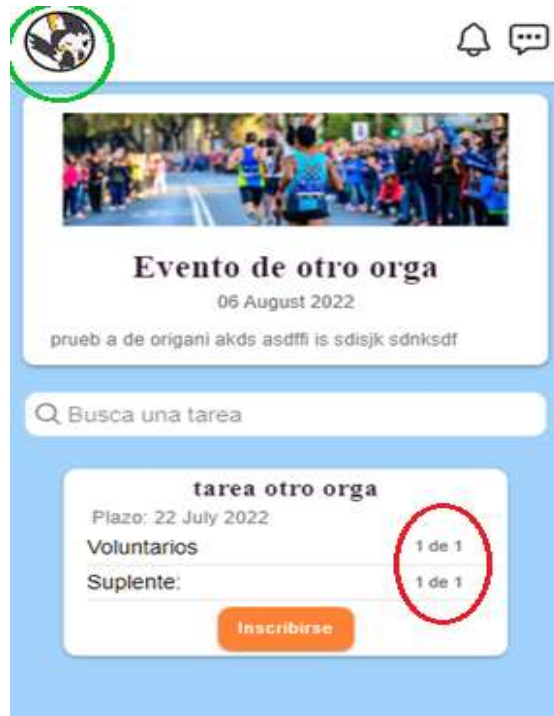 Evento de otro orga
06 August 2022
prueb a de origani akds asdffi is sdisjk sdnksdf
Busca una tarea
tarea otro orga
Plazo: 22 July 2022
Voluntarios 1 de 1
Suplente: 1 de 1
Inscribirse